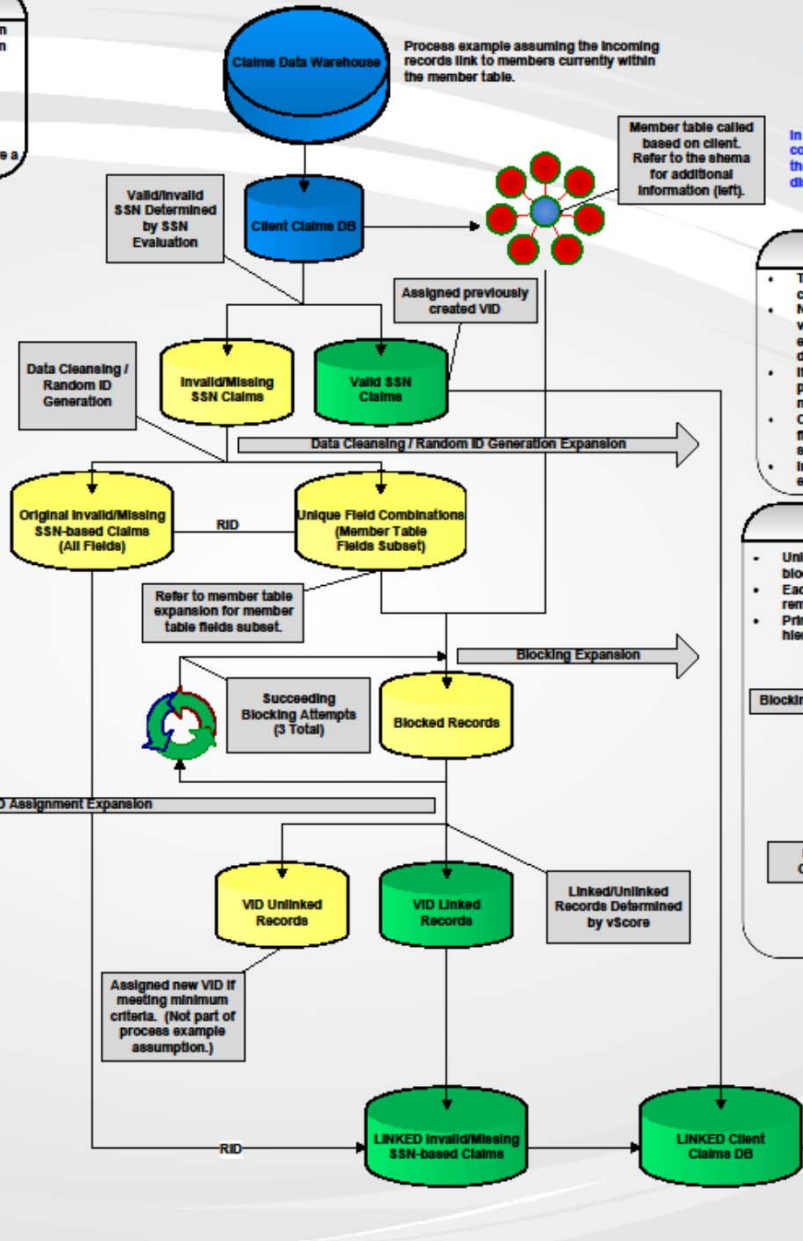 Claims Data Warehouse
Process example assuming the incoming
records link to members currently within
the member table.
Member table called
based on client.
Refer to the shema
for additional
information (left).
In
Valid/Invalid
SSN Determined
by SSN
Evaluation
Client Claims DB
Assigned previously
created VID
Data Cleansing /
Random ID
Generation
Invalid/Missing
SSN Claims
Valid SSN
Claims
Data Cleansing / Random ID Generation Expansion
Original Invalid/Missing
SSN-based Claims
(All Fields)
RID
Unique Field Combinations
(Member Table
Fields Subset)
Refer to member table
expansion for member
table fields subset.
Blocking Expansion
Succeeding
Blocking Attempts
(3 Total)
Blocked Records
Assignment Expansion
VID Unlinked
Records
VID Linked
Records
Linked/Unlinked
Records Determined
by vScore
Assigned new VID if
meeting minimum
criteria. (Not part of
process example
assumption.)
RID
LINKED Invalid/Missing
SSN-based Claims
LINKED Client
Claims DB